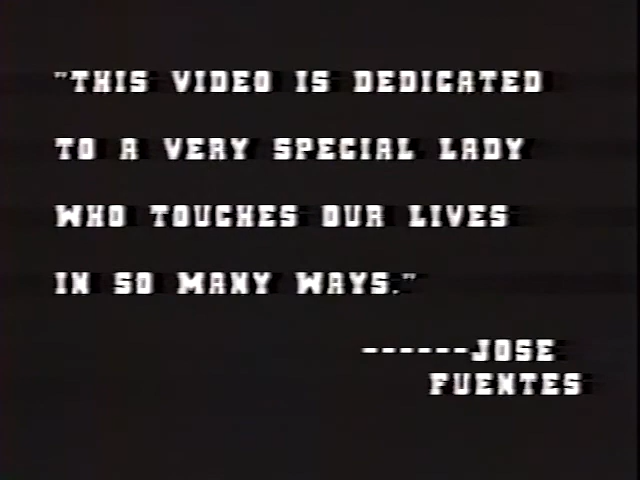 "THIS VIDEO IS DEDICATED
TO A VERY SPECIAL LADY
WHO TOUCHES OUR LIVES
IN SO MANY WAYS."
------JOSE
FUENTES